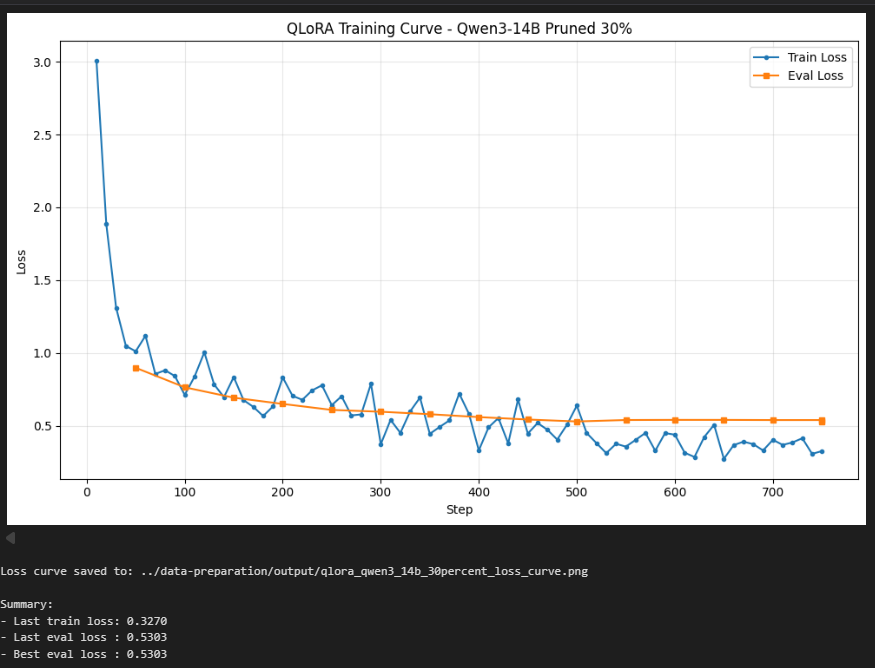 QLoRA Training Curve - Qwen3-14B Pruned 30%
Train Loss
Eval Loss
3.0
2.5
2.0
1.5
1.0
0.5
Loss
0 100 200 300 400 500 600 700
Step
Loss curve saved to: ../data-preparation/output/qlora_qwen3_14b_30percent_loss_curve.png
Summary:
- Last train loss: 0.3270
- Last eval loss : 0.5303
- Best eval loss : 0.5303